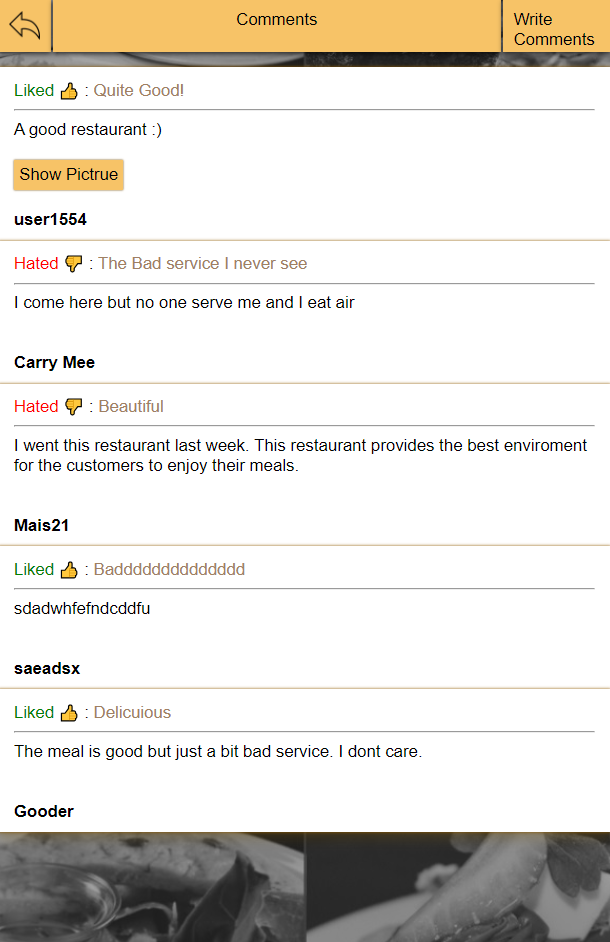 Comments
Write
Comments
Liked : Quite Good!
A good restaurant :)
Show Pictrue
user1554
Hated : The Bad service I never see
I come here but no one serve me and I eat air
Carry Mee
Hated : Beautiful
I went this restaurant last week. This restaurant provides the best enviroment
for the customers to enjoy their meals.
Mais21
Liked : Badddddddddddddd
sdadwhfefndcddfu
saeadsx
Liked : Delicuious
The meal is good but just a bit bad service. I dont care.
Gooder